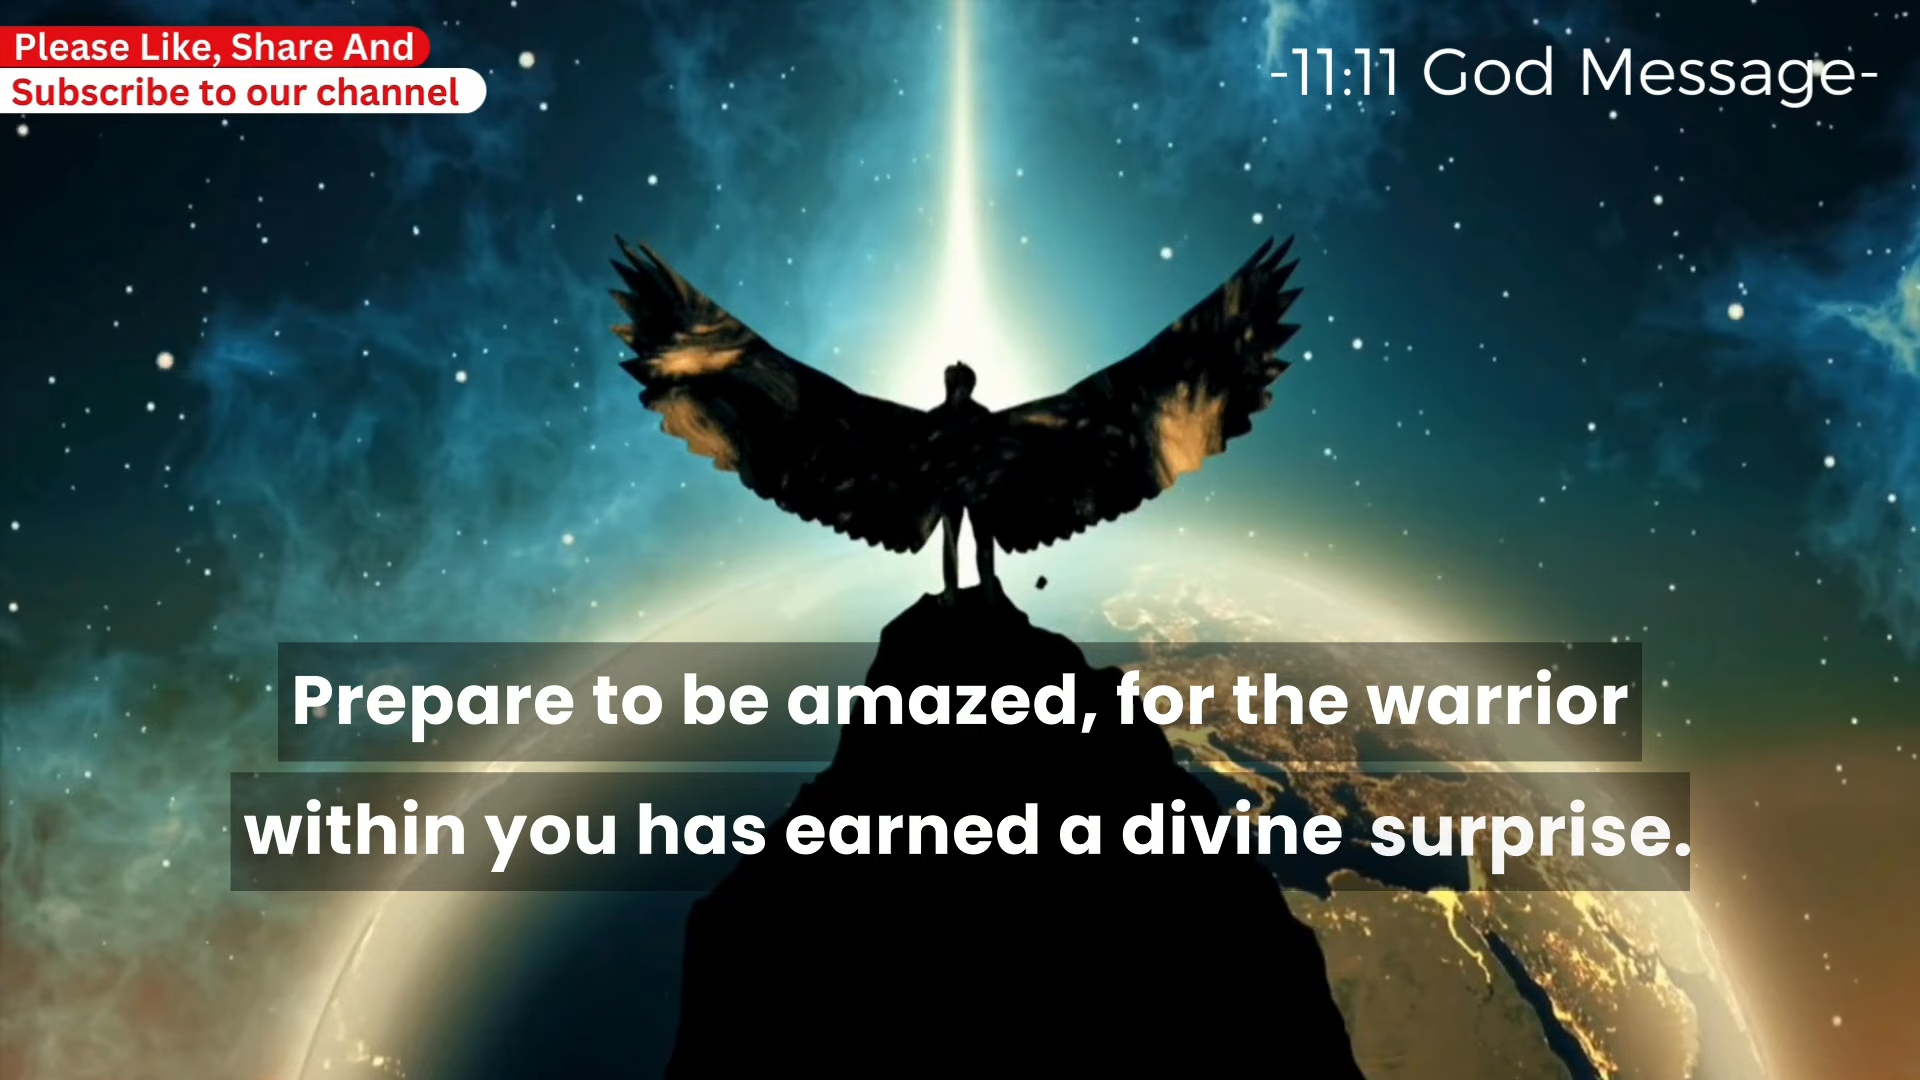 Please Like, Share And
Subscribe to our channel
-11:11 God Message-
Prepare to be amazed, for the warrior
within you has earned a divine surprise.